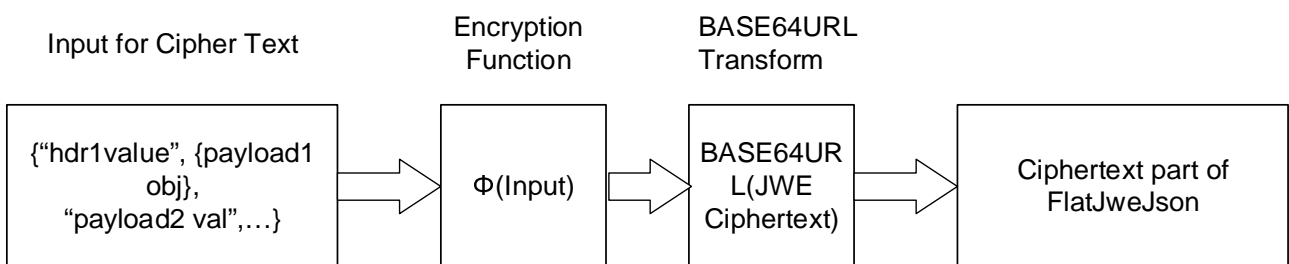 Input for Cipher Text
Encryption
Function
BASE64URL
Transform
{“hdr1value”, {payload1
obj},
“payload2 val”,…}
Φ(Input)
BASE64UR
L(JWE
Ciphertext)
Ciphertext part of
FlatJweJson